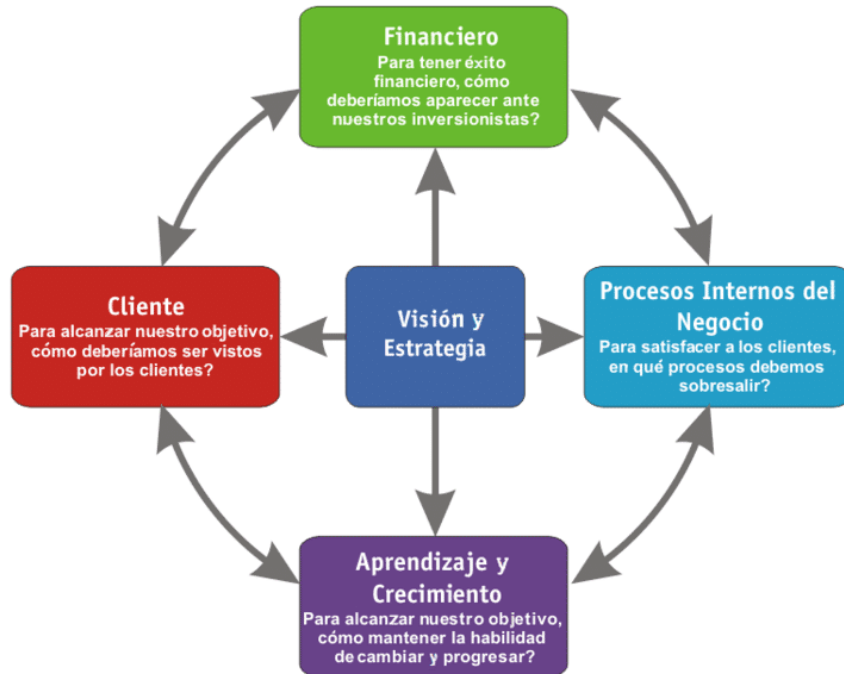 Financiero
Para tener éxito
financiero, cómo
deberíamos aparecer ante
nuestros inversionistas?
Cliente
Para alcanzar nuestro objetivo,
cómo deberíamos ser vistos
por los clientes?
Visión y
Estrategia
Procesos Internos del
Negocio
Para satisfacer a los clientes,
en qué procesos debemos
sobresalir?
Aprendizaje y
Crecimiento
Para alcanzar nuestro objetivo,
cómo mantener la habilidad
de cambiar y progresar?